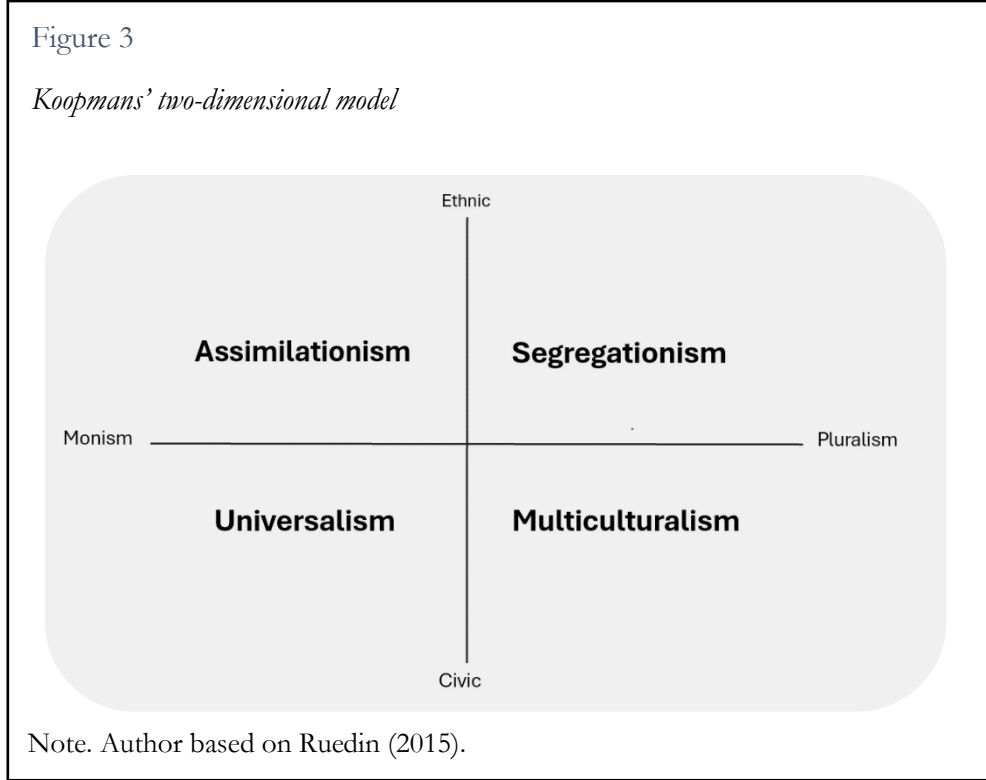 Figure 3
Koopmans’ two-dimensional model
Ethnic
Assimilationism Segregationism
Monism Pluralism
Universalism Multiculturalism
Civic
Note. Author based on Ruedin (2015).